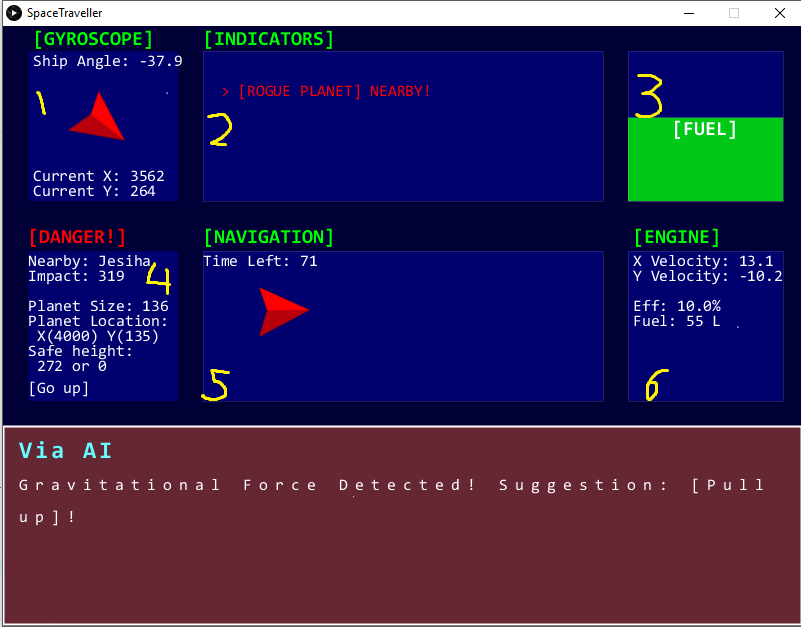 SpaceTraveller
[GYROSCOPE]
Ship Angle: -37.9
1
Current X: 3562
Current Y: 264
[INDICATORS]
> [ROGUE PLANET] NEARBY!
2
3
[FUEL]
[DANGER!]
Nearby: Jesiha
Impact: 319
4
Planet Size: 136
Planet Location:
X(4000) Y(135)
Safe height:
272 or 0
[Go up]
[NAVIGATION]
Time Left: 71
5
[ENGINE]
X Velocity: 13.1
Y Velocity: -10.2
Eff: 10.0%
Fuel: 55 L
6
Via AI
Gravitational Force Detected! Suggestion: [Pull
up]!